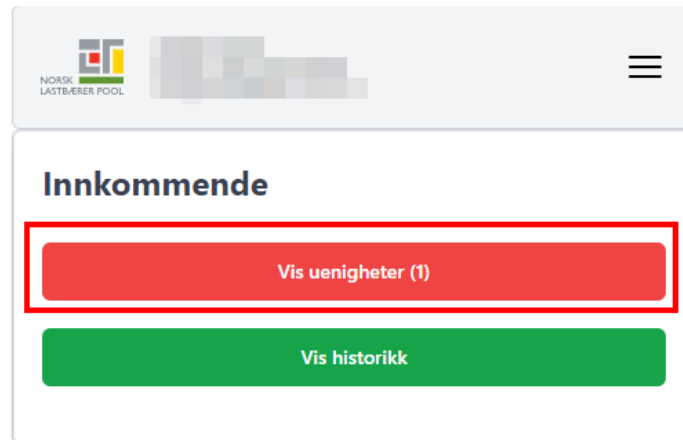 NORSK
LASTBÆRER POOL
Innkommende
Vis uenigheter (1)
Vis historikk